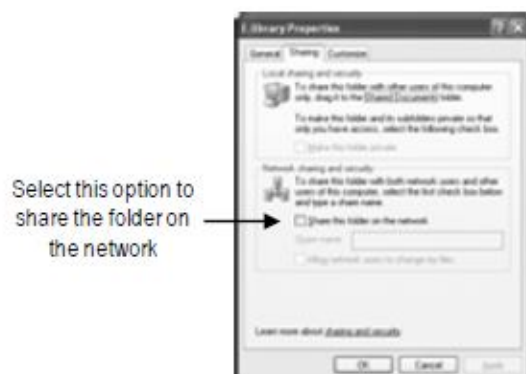 E.library Properties
General Sharing Customize
Local sharing and security
To share this folder with other users of this computer
only, drag it to the Shared Documents folder.
To make this folder and its subfolders private so that
only you have access, select the following check box.
Make this folder private
Network sharing and security
To share this folder with both network users and other
users of this computer, select the first check box below
and type a share name.
Select this option to
share the folder on
the network
Share this folder on the network
Share name:
Allow network users to change my files
Learn more about sharing and security.
OK Cancel Apply